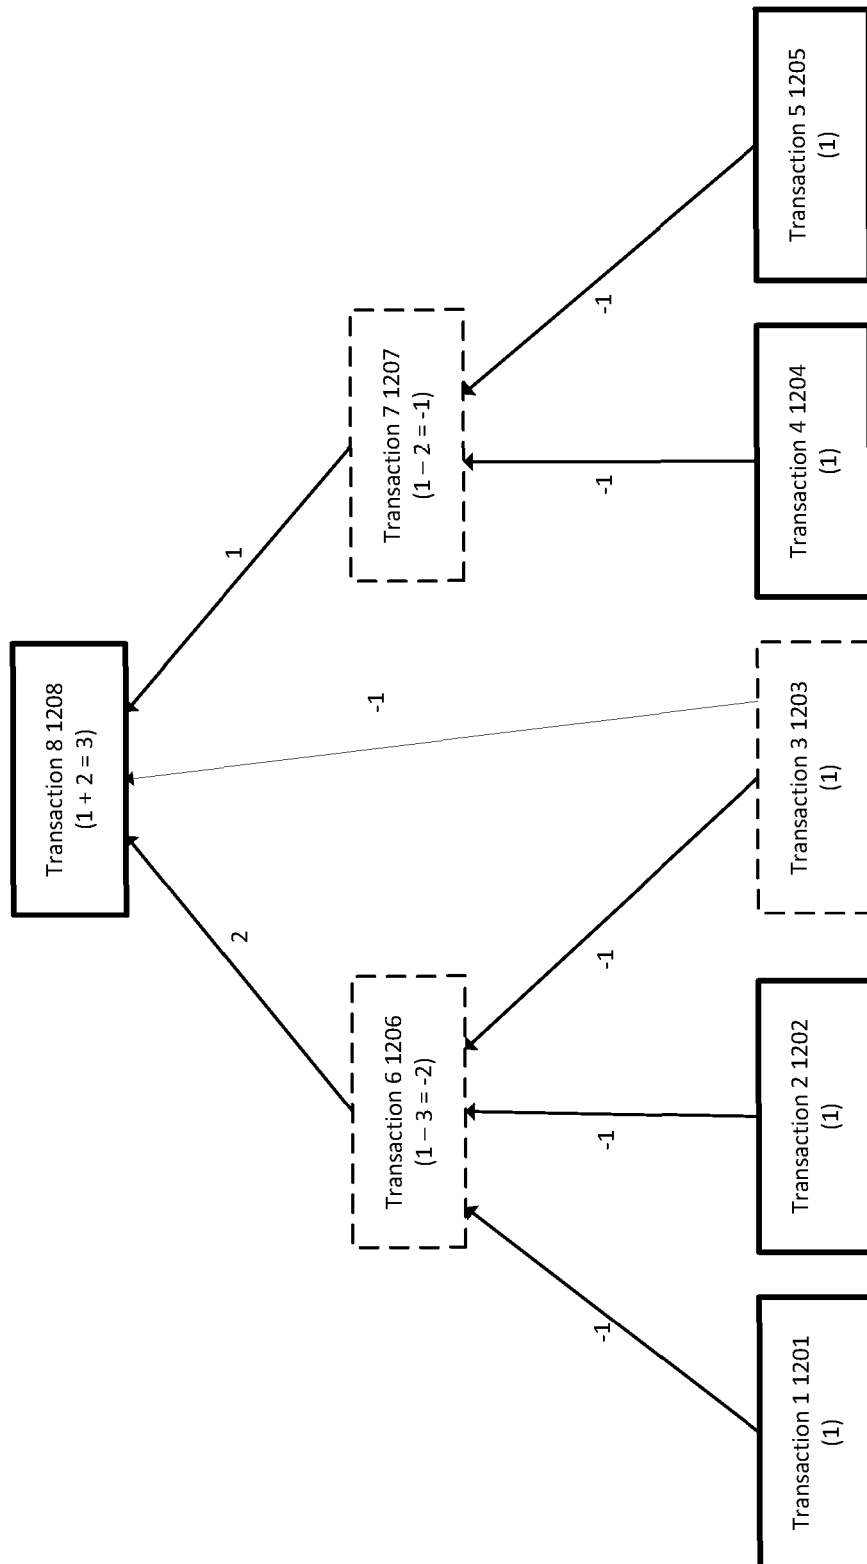 Transaction 8 1208
(1 + 2 = 3)
2
-1
1
Transaction 6 1206
(1 – 3 = -2)
Transaction 7 1207
(1 – 2 = -1)
-1
-1
-1
-1
-1
Transaction 1 1201
(1)
Transaction 2 1202
(1)
Transaction 3 1203
(1)
Transaction 4 1204
(1)
Transaction 5 1205
(1)